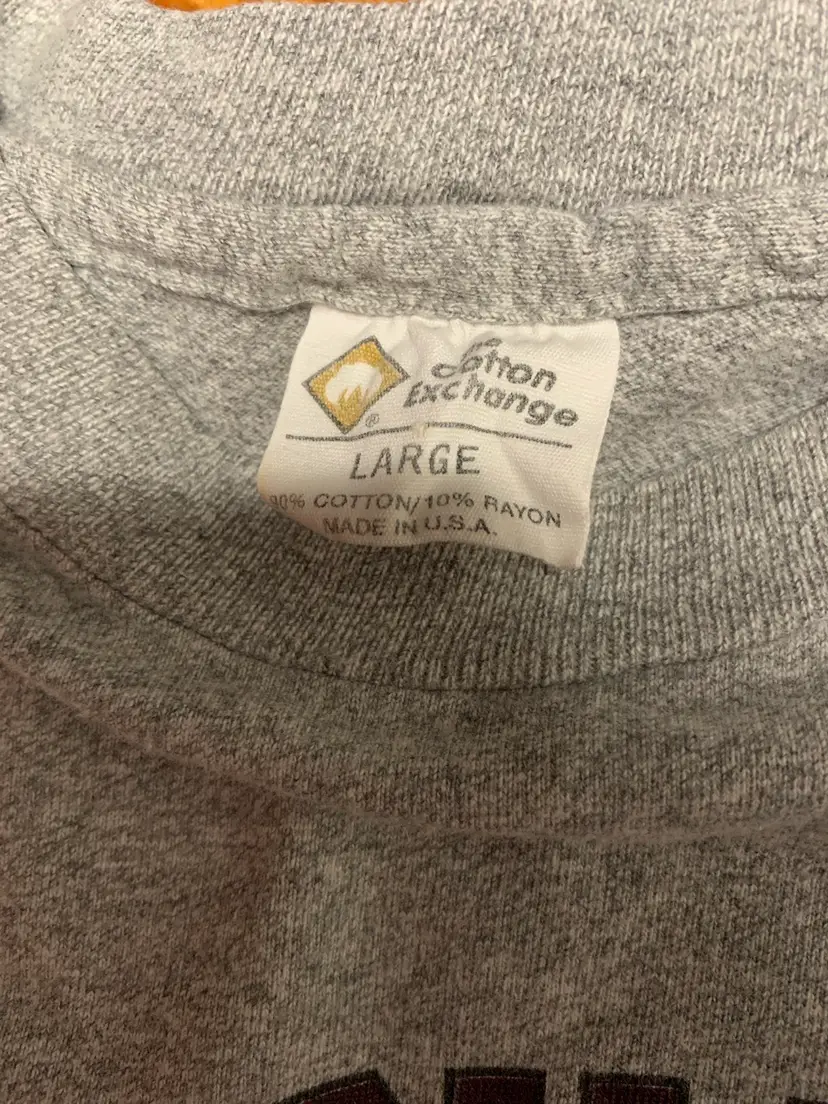 Cotton
Exchange
®
LARGE
90% COTTON/10% RAYON
MADE IN U.S.A.